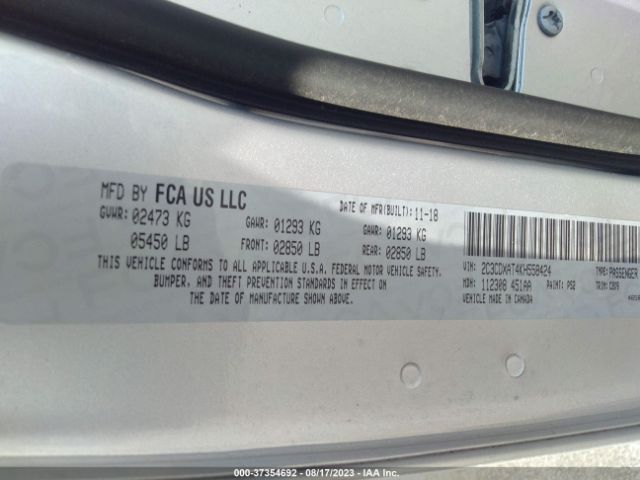 MFD BY FCA US LLC
DATE OF MFR(BUILT): 11-18
GVWR: 02473 KG
GAWR: 01293 KG
01293 KG
05450 LB
FRONT: 02850 LB
REAR: 02850 LB
THIS VEHICLE CONFORMS TO ALL APPLICABLE U.S.A. FEDERAL MOTOR VEHICLE SAFETY,
BUMPER, AND THEFT PREVENTION STANDARDS IN EFFECT ON
THE DATE OF MANUFACTURE SHOWN ABOVE.
VIN: 2C3CDXAT4KH558424
TYPE: PASSENGER
MDH: 112308 451AA
PAINT: PSQ
TRIM:
VEHICLE MADE IN CANADA
000-37354692 - 08/17/2023 - IAA Inc.